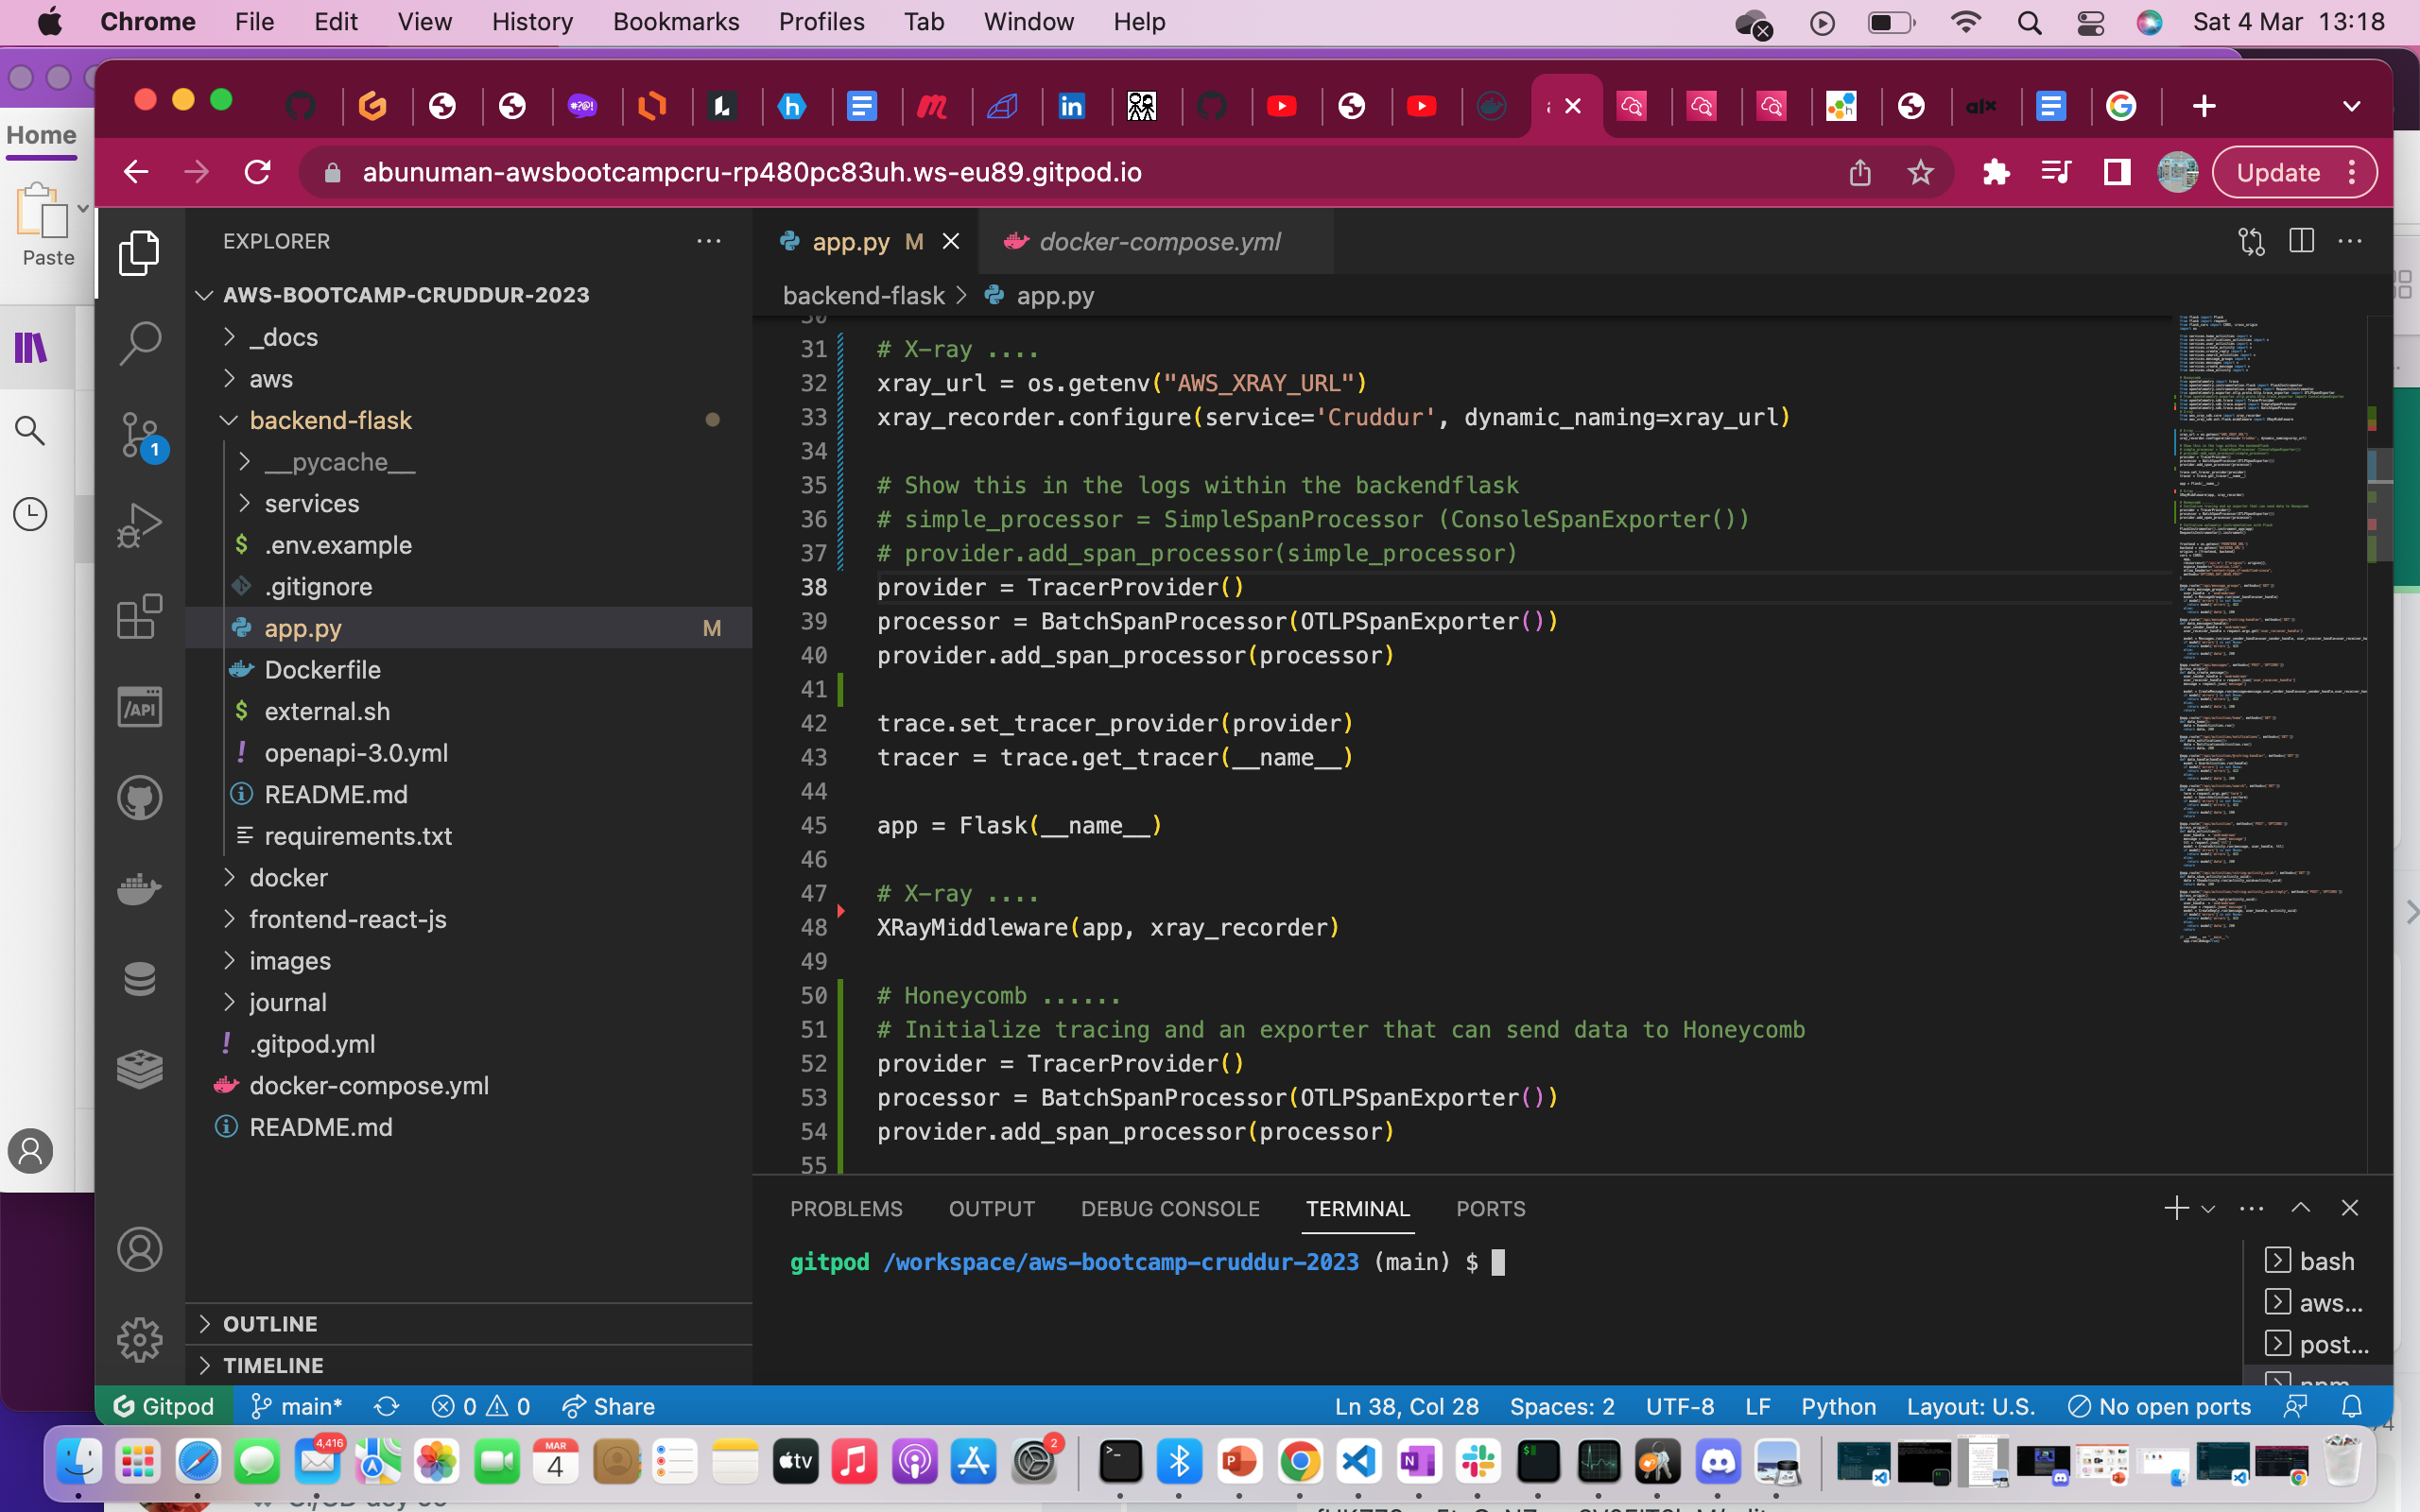 Chrome File Edit View History Bookmarks Profiles Tab Window Help Sat 4 Mar 13:18
Home
Paste
abunuman-awsbootcampcru-rp480pc83uh.ws-eu89.gitpod.io Update
EXPLORER
app.py M docker-compose.yml
AWS-BOOTCAMP-CRUDDUR-2023
_docs
aws
backend-flask
__pycache__
services
.env.example
.gitignore
app.py M
Dockerfile
external.sh
openapi-3.0.yml
README.md
requirements.txt
docker
frontend-react-js
images
journal
.gitpod.yml
docker-compose.yml
README.md
OUTLINE
TIMELINE
1
/API
backend-flask > app.py
30
31 # X-ray ....
32 xray_url = os.getenv("AWS_XRAY_URL")
33 xray_recorder.configure(service='Cruddur', dynamic_naming=xray_url)
34
35 # Show this in the logs within the backendflask
36 # simple_processor = SimpleSpanProcessor (ConsoleSpanExporter())
37 # provider.add_span_processor(simple_processor)
38 provider = TracerProvider()
39 processor = BatchSpanProcessor(OTLPSpanExporter())
40 provider.add_span_processor(processor)
41
42 trace.set_tracer_provider(provider)
43 tracer = trace.get_tracer(__name__)
44
45 app = Flask(__name__)
46
47 # X-ray ....
48 XRayMiddleware(app, xray_recorder)
49
50 # Honeycomb ......
51 # Initialize tracing and an exporter that can send data to Honeycomb
52 provider = TracerProvider()
53 processor = BatchSpanProcessor(OTLPSpanExporter())
54 provider.add_span_processor(processor)
55
PROBLEMS OUTPUT DEBUG CONSOLE TERMINAL PORTS
gitpod /workspace/aws-bootcamp-cruddur-2023 (main) $
bash
aws...
post...
npm
Gitpod main* 0 0 Share Ln 38, Col 28 Spaces: 2 UTF-8 LF Python Layout: U.S. No open ports
4,416
MAR
4
tv
2